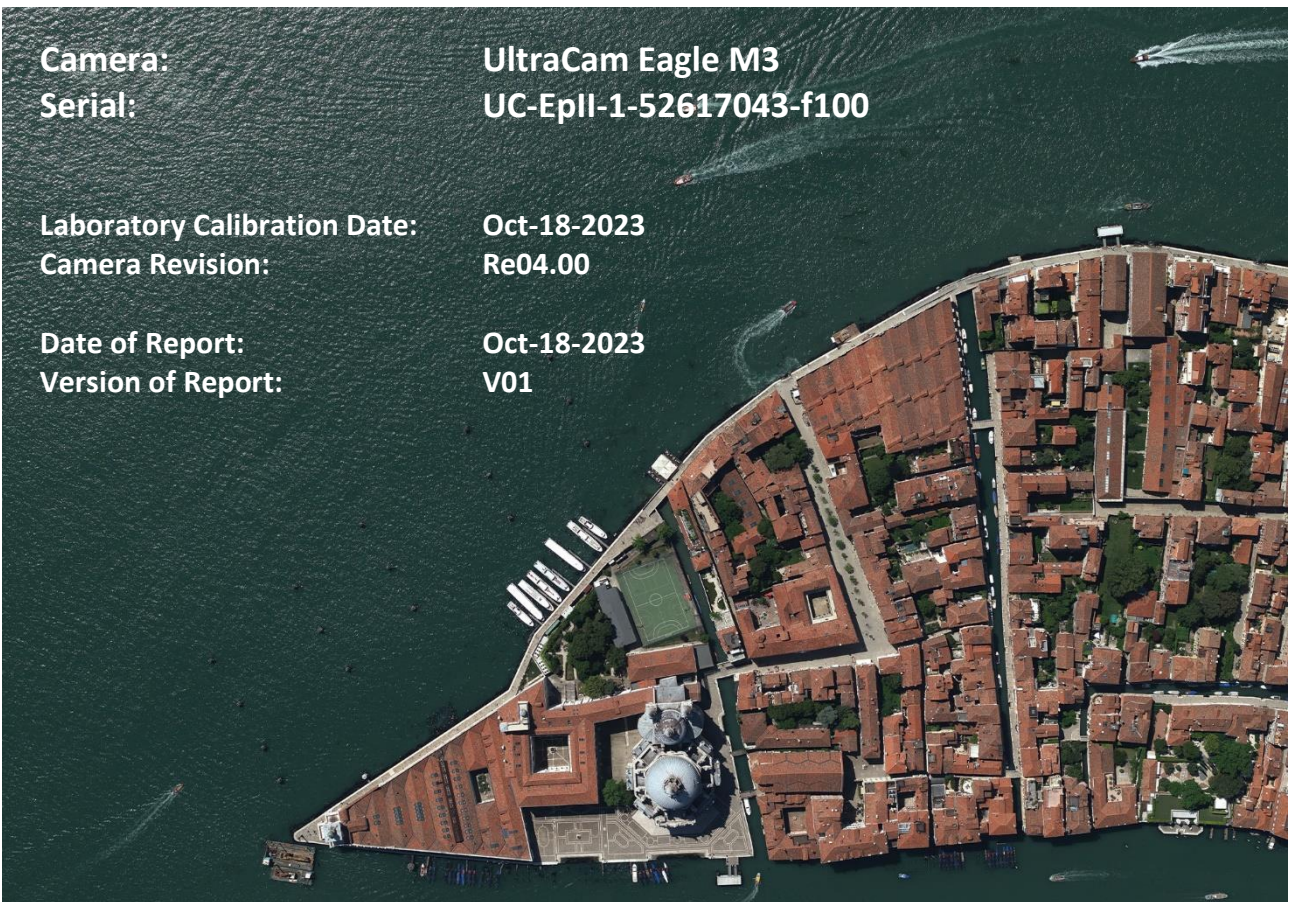 Camera: UltraCam Eagle M3
Serial: UC-EpII-1-52617043-f100
Laboratory Calibration Date: Oct-18-2023
Camera Revision: Re04.00
Date of Report: Oct-18-2023
Version of Report: V01